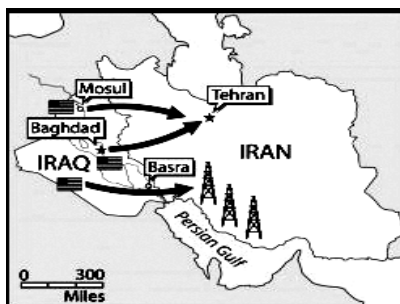 Mosul
Tehran
Baghdad
IRAQ
IRAN
Basra
Persian Gulf
0 300
Miles